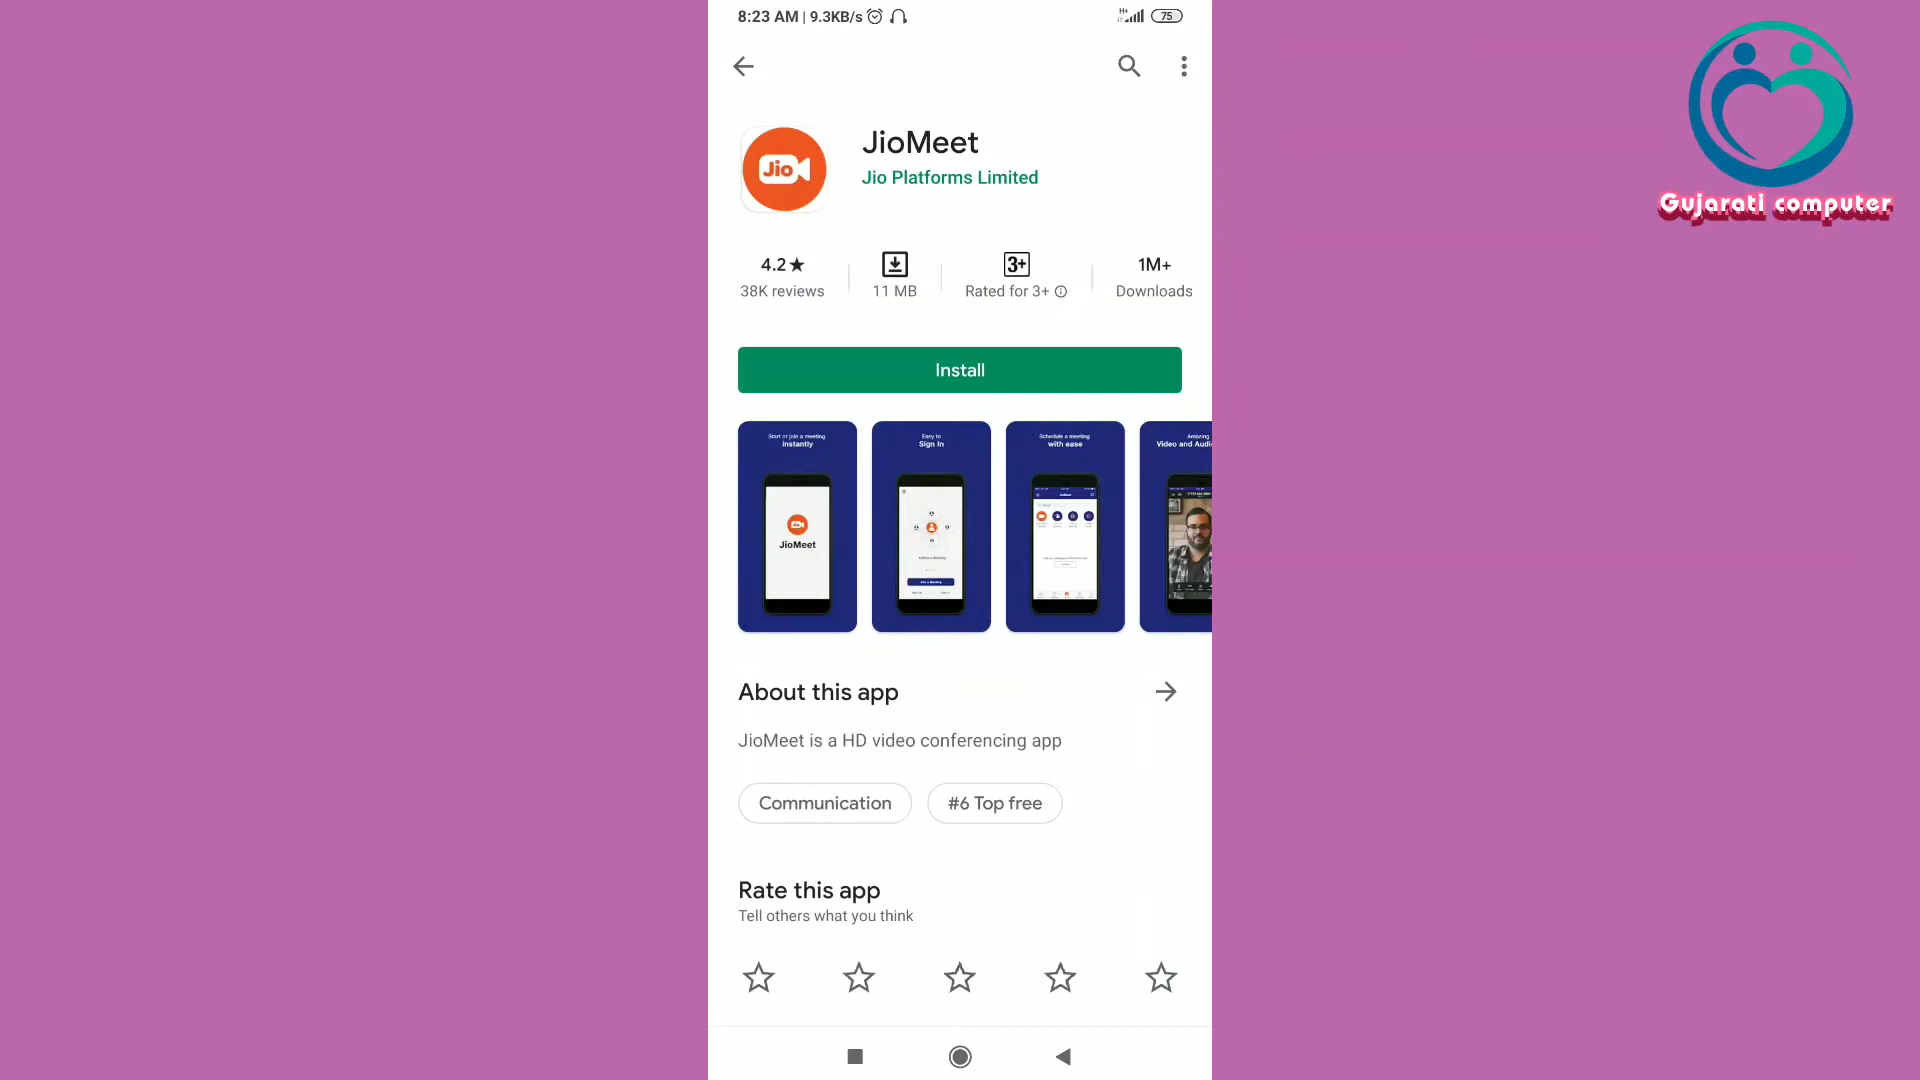 8:23 AM | 9.3KB/s
H+
75
Gujarati computer
JioMeet
Jio Platforms Limited
Jio
4.2★
38K reviews
11 MB
3+
Rated for 3+
1M+
Downloads
Install
Start or join a meeting
instantly
JioMeet
Easy to
Sign In
Schedule a meeting
with ease
JioMeet
Amazing
Video and Audi
About this app
JioMeet is a HD video conferencing app
Communication
#6 Top free
Rate this app
Tell others what you think